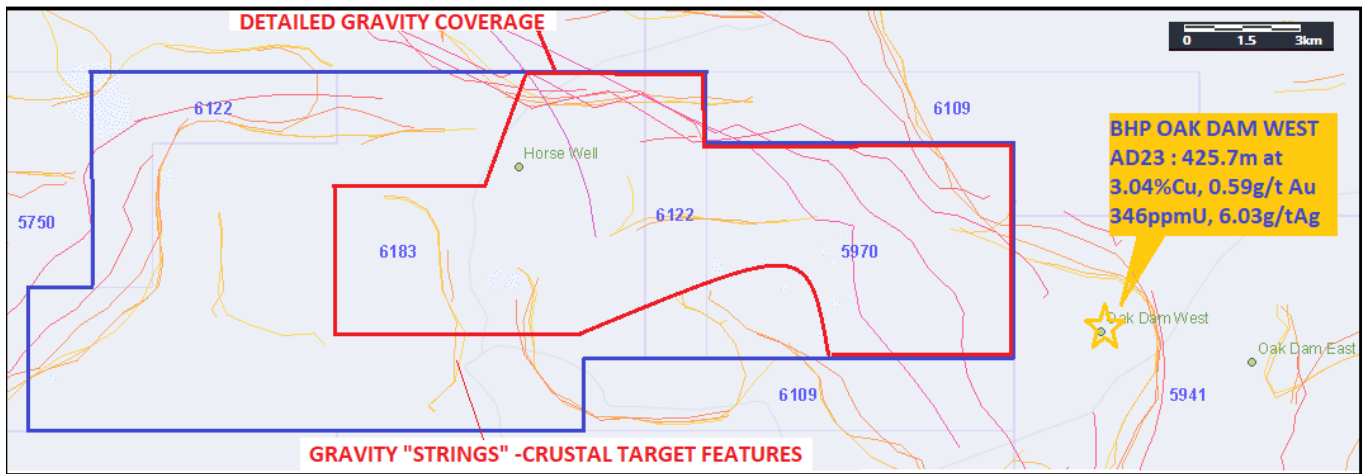 DETAILED GRAVITY COVERAGE
0 1.5 3km
6122
6109
BHP OAK DAM WEST
AD23 : 425.7m at
3.04%Cu, 0.59g/t Au
346ppmU, 6.03g/tAg
Horse Well
5750
6122
6183
5970
Oak Dam West
Oak Dam East
6109
5941
GRAVITY "STRINGS" -CRUSTAL TARGET FEATURES